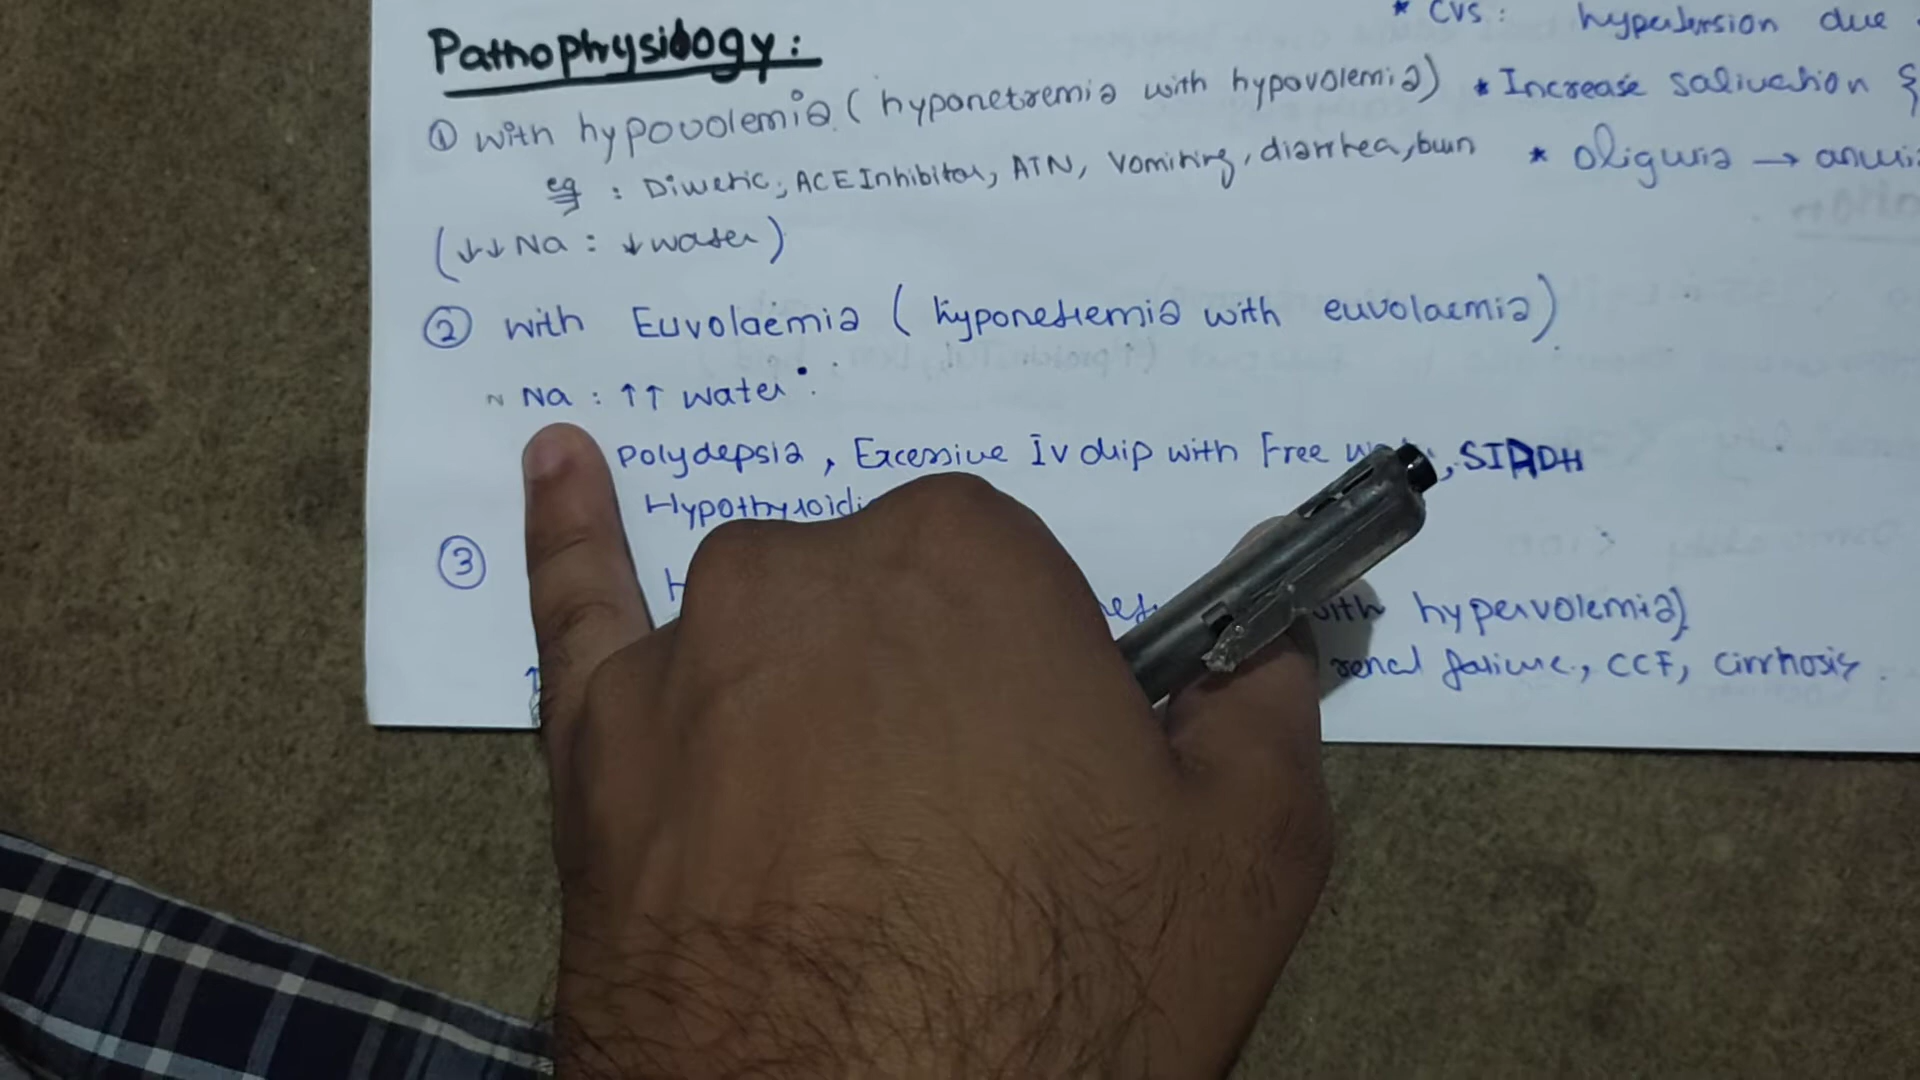 Pathophysiology:
① with hypovolemia (hyponetremia with hypovolemia)
eg : Diuretic, ACE Inhibitor, ATN, Vomiting, diarrhea, burn
(↓↓ Na : ↓ water)
② with Euvolaemia (hyponetremia with euvolaemia)
~ Na : ↑↑ water :
Polydepsia, Excessive Iv drip with Free, SIADH
③
with hypervolemia)
renal failure, CCF, cirrhosis
* CVS : hypertension due
* Increase salivation
* oliguria →